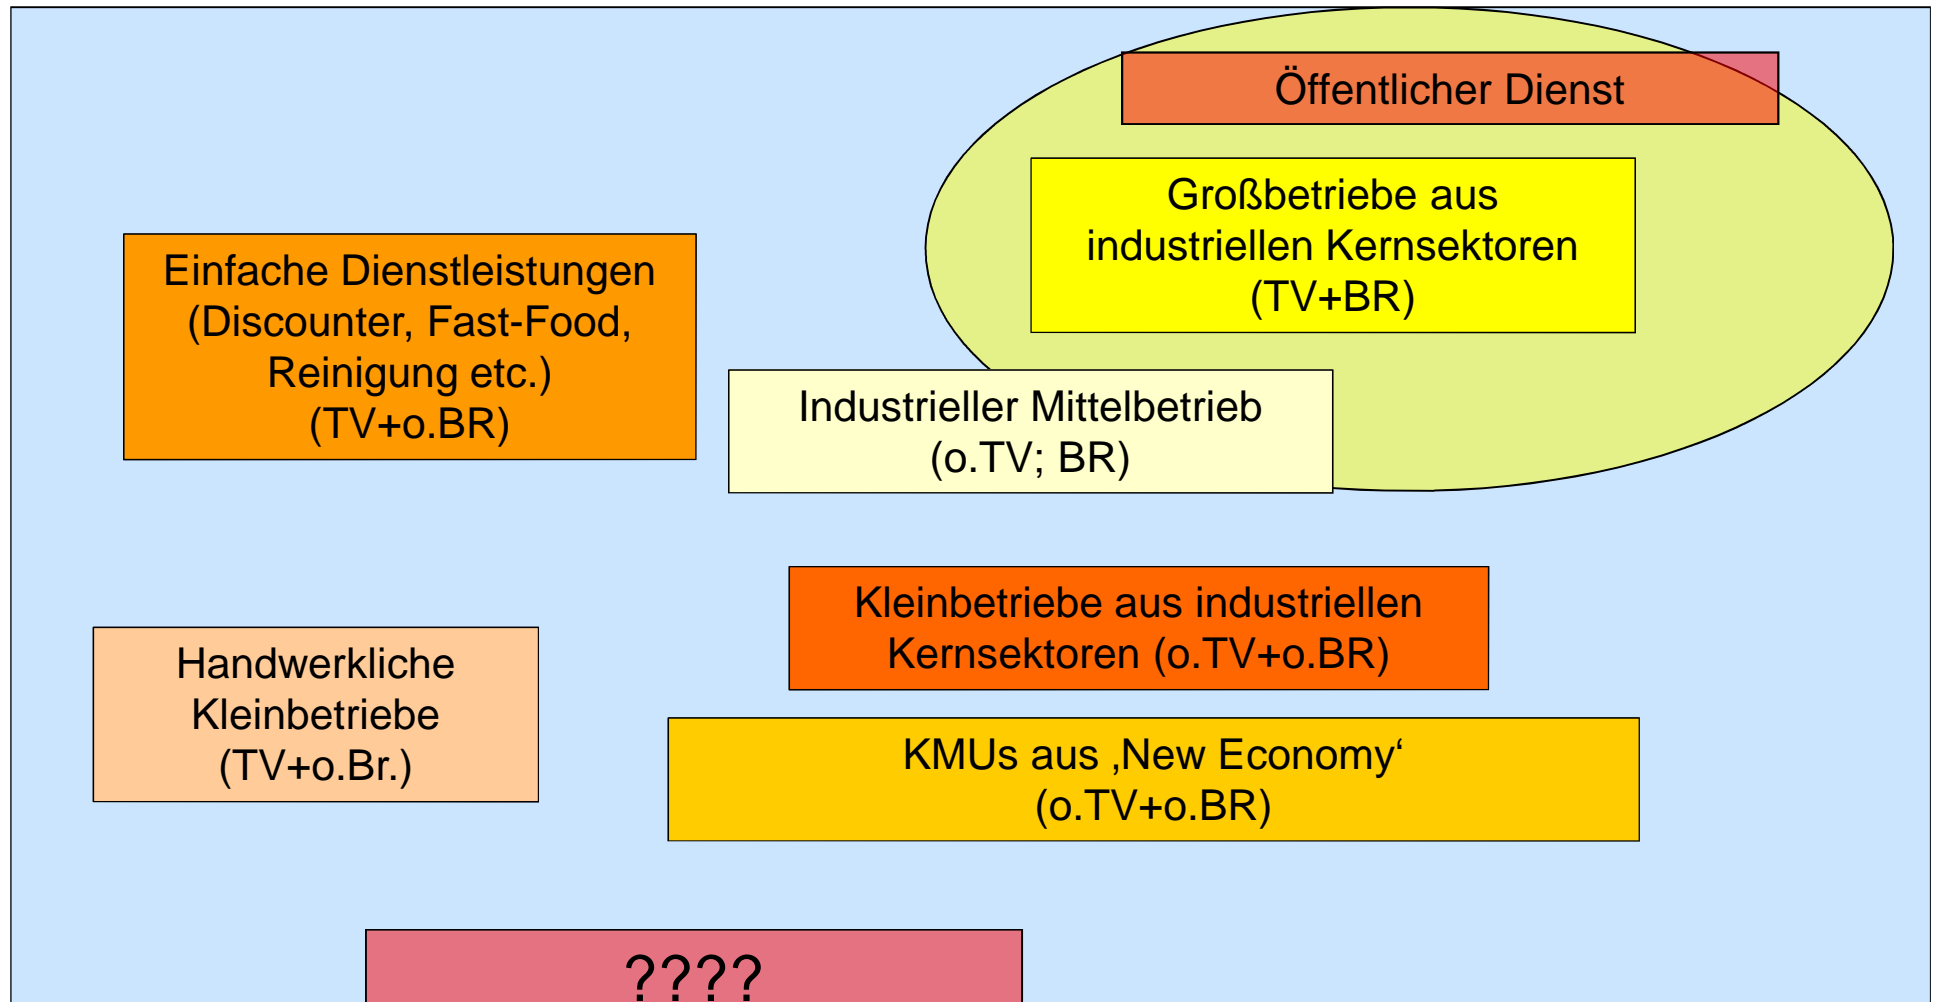 Öffentlicher Dienst
Großbetriebe aus
industriellen Kernsektoren
(TV+BR)
Einfache Dienstleistungen
(Discounter, Fast-Food,
Reinigung etc.)
(TV+o.BR)
Industrieller Mittelbetrieb
(o.TV; BR)
Kleinbetriebe aus industriellen
Kernsektoren (o.TV+o.BR)
Handwerkliche
Kleinbetriebe
(TV+o.Br.)
KMUs aus ‚New Economy‘
(o.TV+o.BR)
????